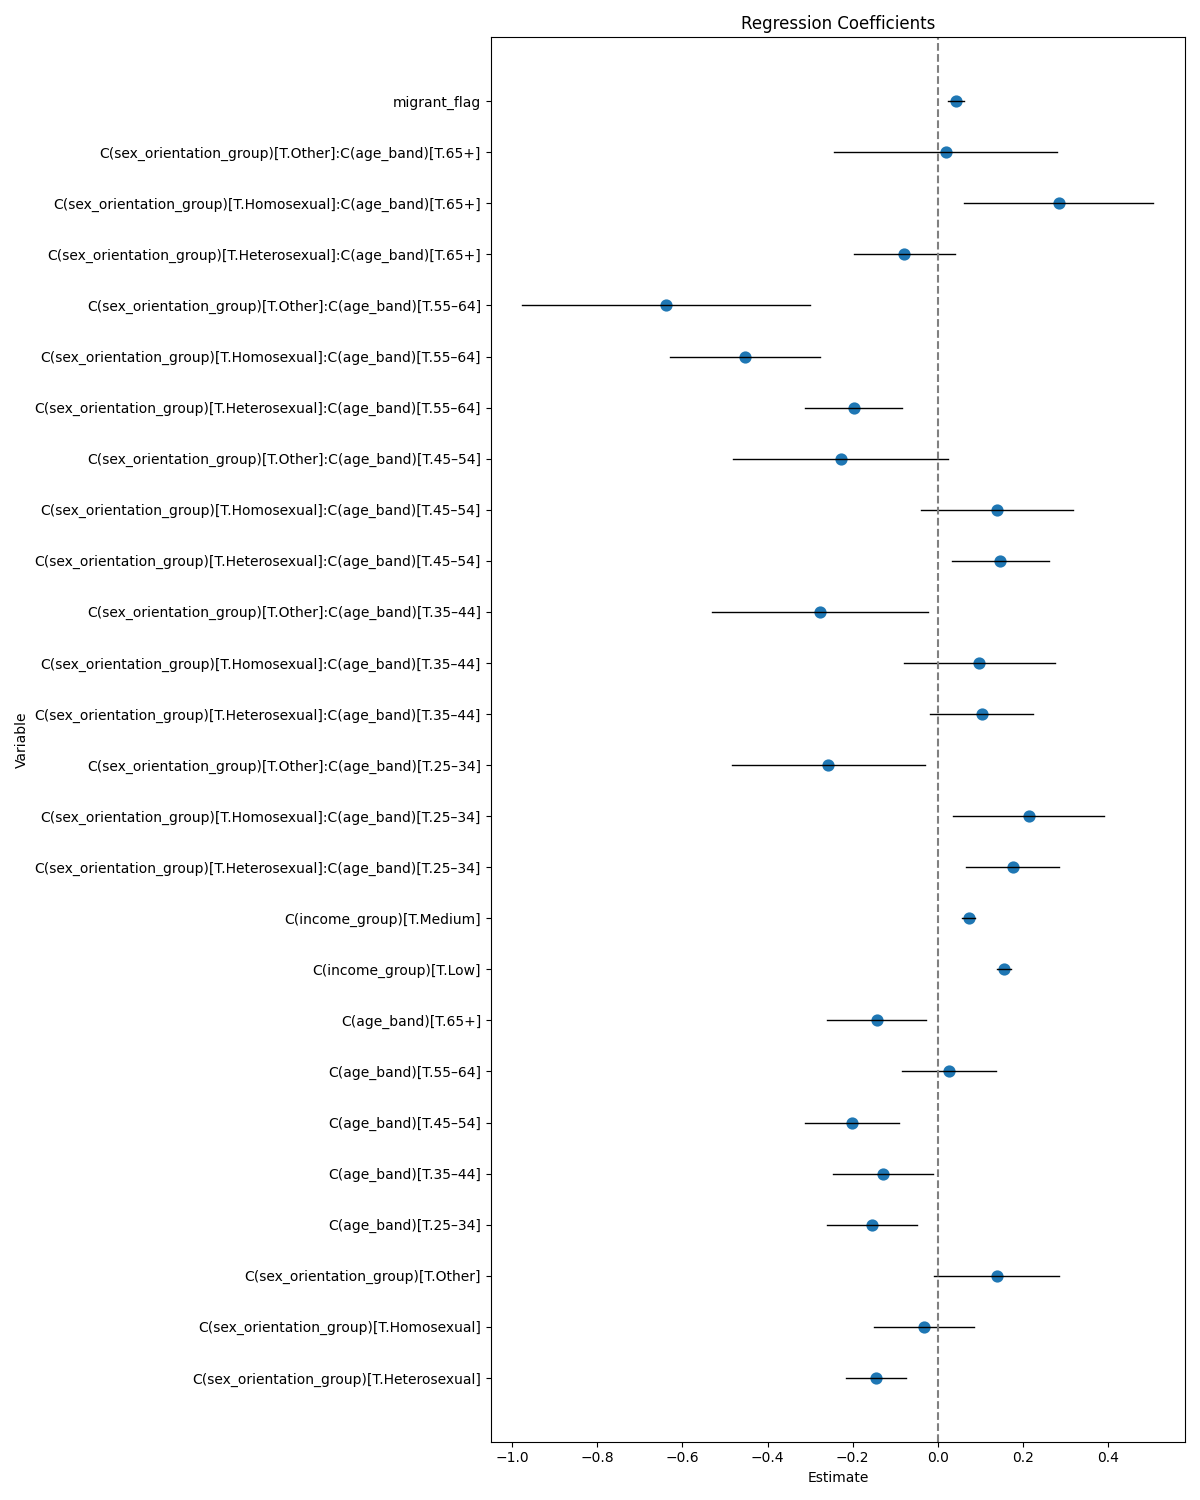 Regression Coefficients
migrant_flag
C(sex_orientation_group)[T.Other]:C(age_band)[T.65+]
C(sex_orientation_group)[T.Homosexual]:C(age_band)[T.65+]
C(sex_orientation_group)[T.Heterosexual]:C(age_band)[T.65+]
C(sex_orientation_group)[T.Other]:C(age_band)[T.55–64]
C(sex_orientation_group)[T.Homosexual]:C(age_band)[T.55–64]
C(sex_orientation_group)[T.Heterosexual]:C(age_band)[T.55–64]
C(sex_orientation_group)[T.Other]:C(age_band)[T.45–54]
C(sex_orientation_group)[T.Homosexual]:C(age_band)[T.45–54]
C(sex_orientation_group)[T.Heterosexual]:C(age_band)[T.45–54]
C(sex_orientation_group)[T.Other]:C(age_band)[T.35–44]
C(sex_orientation_group)[T.Homosexual]:C(age_band)[T.35–44]
C(sex_orientation_group)[T.Heterosexual]:C(age_band)[T.35–44]
C(sex_orientation_group)[T.Other]:C(age_band)[T.25–34]
C(sex_orientation_group)[T.Homosexual]:C(age_band)[T.25–34]
C(sex_orientation_group)[T.Heterosexual]:C(age_band)[T.25–34]
C(income_group)[T.Medium]
C(income_group)[T.Low]
C(age_band)[T.65+]
C(age_band)[T.55–64]
C(age_band)[T.45–54]
C(age_band)[T.35–44]
C(age_band)[T.25–34]
C(sex_orientation_group)[T.Other]
C(sex_orientation_group)[T.Homosexual]
C(sex_orientation_group)[T.Heterosexual]
Variable
−1.0 −0.8 −0.6 −0.4 −0.2 0.0 0.2 0.4
Estimate